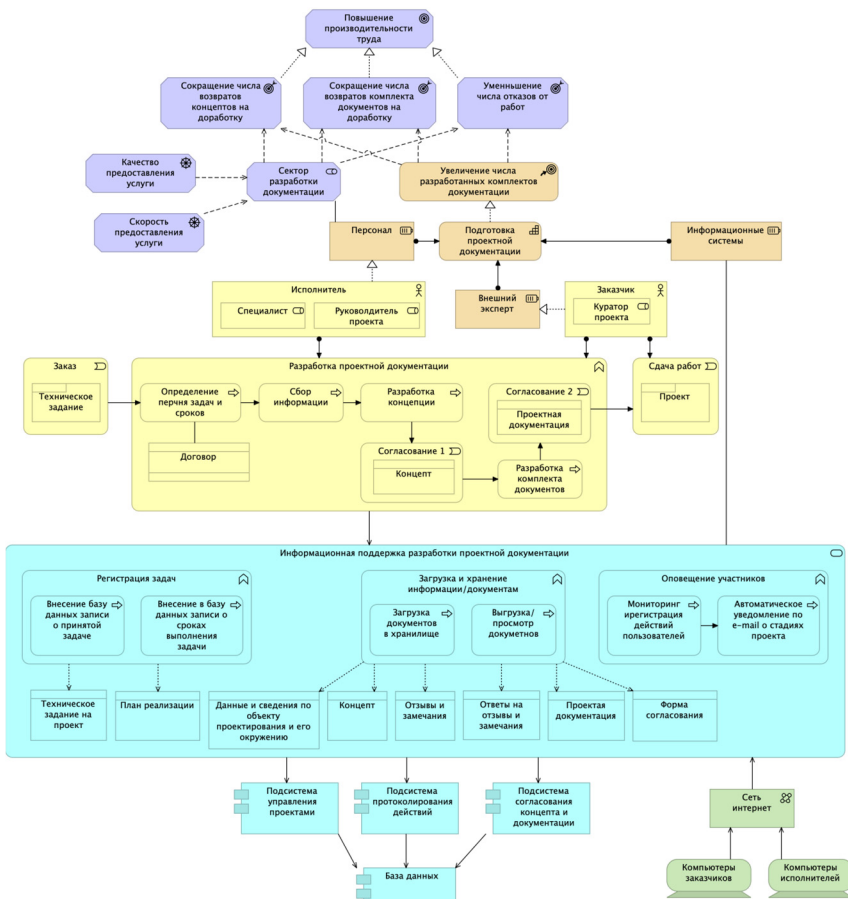 Повышение
производительности
труда
Сокращение числа
возвратов
концептов на
доработку
Сокращение числа
возвратов комплекта
документов на
доработку
Уменьшение
числа отказов от
работ
Качество
предоставления
услуги
Сектор
разработки
документации
Увеличение числа
разработанных комплектов
документации
Скорость
предоставления
услуги
Персонал
Подготовка
проектной
документации
Информационные
системы
Исполнитель
Специалист
Руководитель
проекта
Внешний
эксперт
Заказчик
Куратор
проекта
Заказ
Техническое
задание
Разработка проектной документации
Определение
перчня задач и
сроков
Сбор
информации
Разработка
концепции
Согласование 2
Проектная
документация
Договор
Согласование 1
Концепт
Разработка
комплекта
документов
Сдача работ
Проект
Информационная поддержка разработки проектной документации
Регистрация задач
Внесение базу
данных записи
о принятой
задаче
Внесение в базу
данных записи о
сроках
выполнения
задачи
Загрузка и хранение
информации/документам
Загрузка
документов
в хранилище
Выгрузка/
просмотр
докуметнов
Оповещение участников
Мониторинг
ирегистрация
действий
пользователей
Автоматическое
уведомление по
e-mail о стадиях
проекта
Техническое
задание на
проект
План реализации
Данные и сведения по
объекту
проектирования и его
окружению
Концепт
Отзывы и
замечания
Ответы на
отзывы и
замечания
Проектая
документация
Форма
согласования
Подсистема
управления
проектами
Подсистема
протоколирования
действий
Подсистема
согласования
концепта и
документации
Сеть
интернет
База данных
Компьютеры
заказчиков
Компьютеры
исполнителей